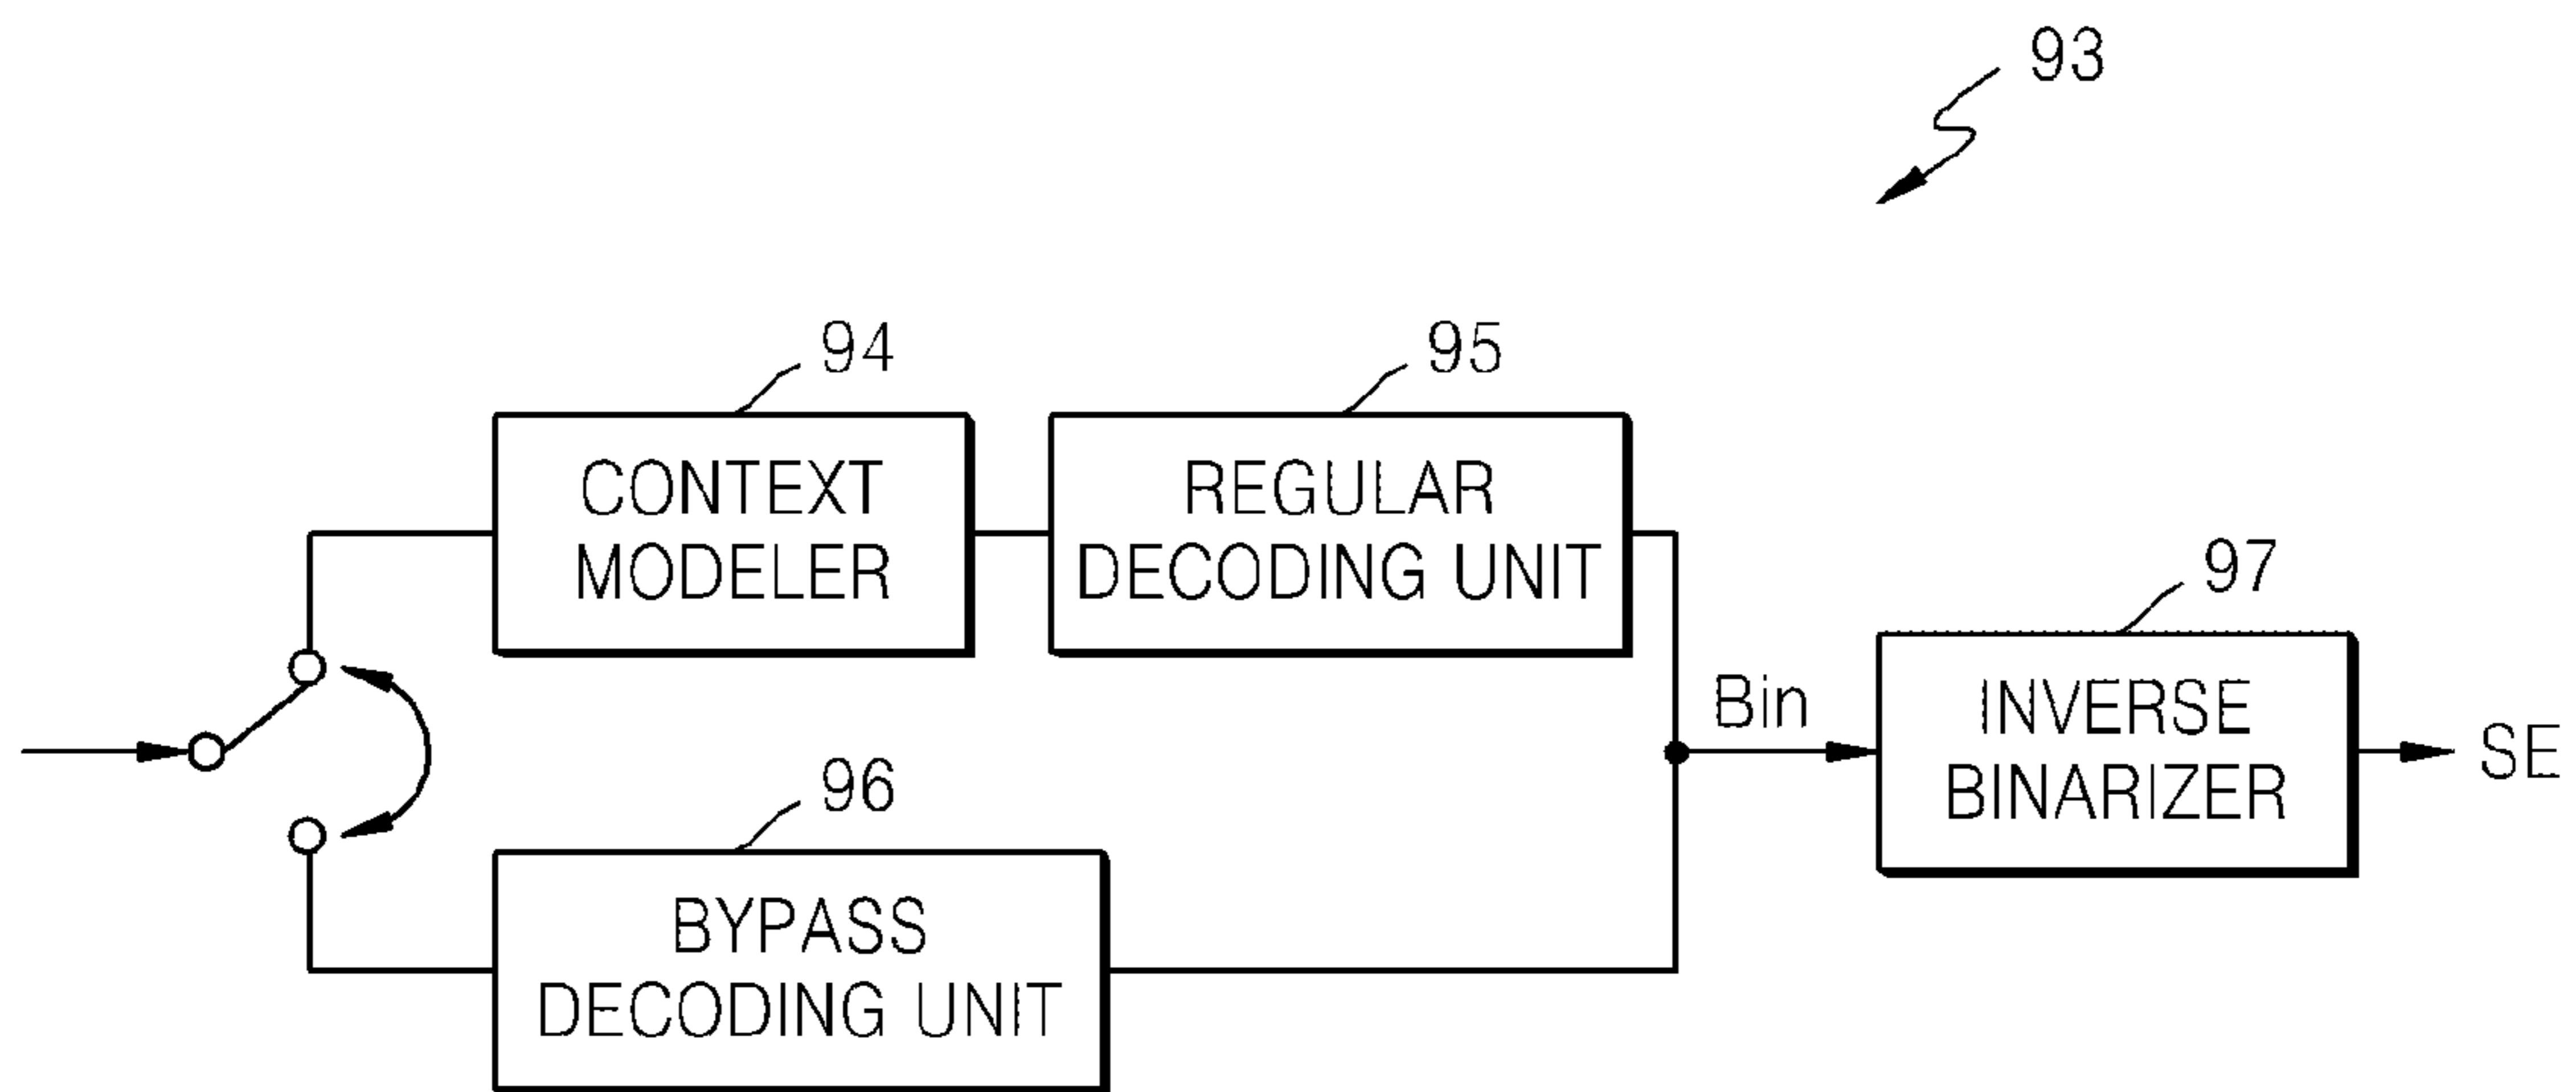 93
94
95
CONTEXT
MODELER
REGULAR
DECODING UNIT
97
Bin
INVERSE
BINARIZER
SE
96
BYPASS
DECODING UNIT